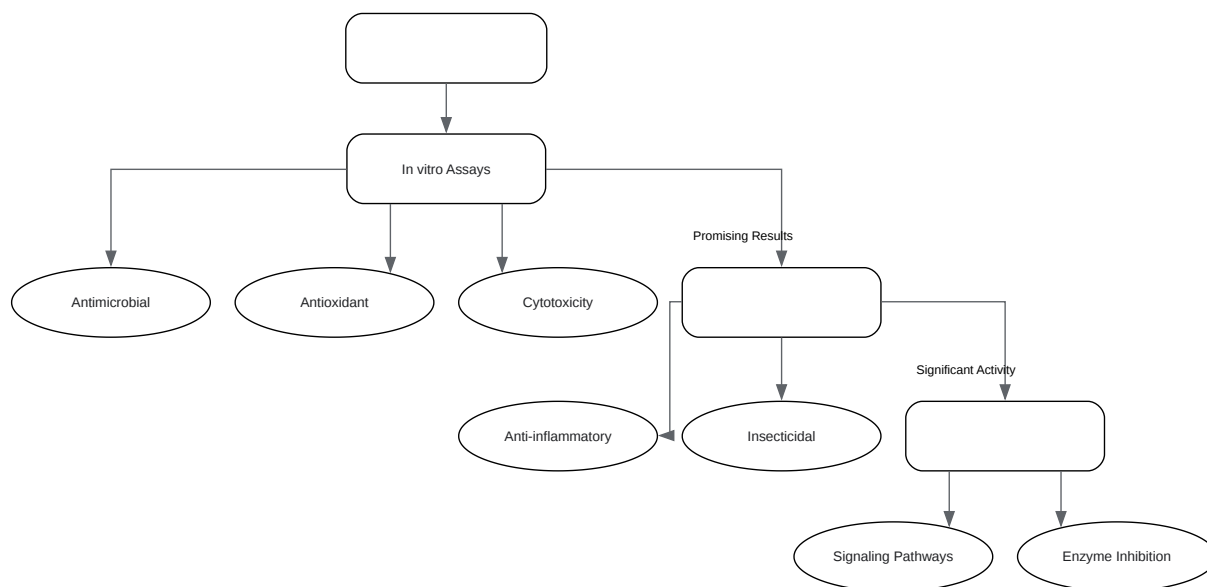 In vitro Assays
Promising Results
Antimicrobial
Antioxidant
Cytotoxicity
Significant Activity
Anti-inflammatory
Insecticidal
Signaling Pathways
Enzyme Inhibition